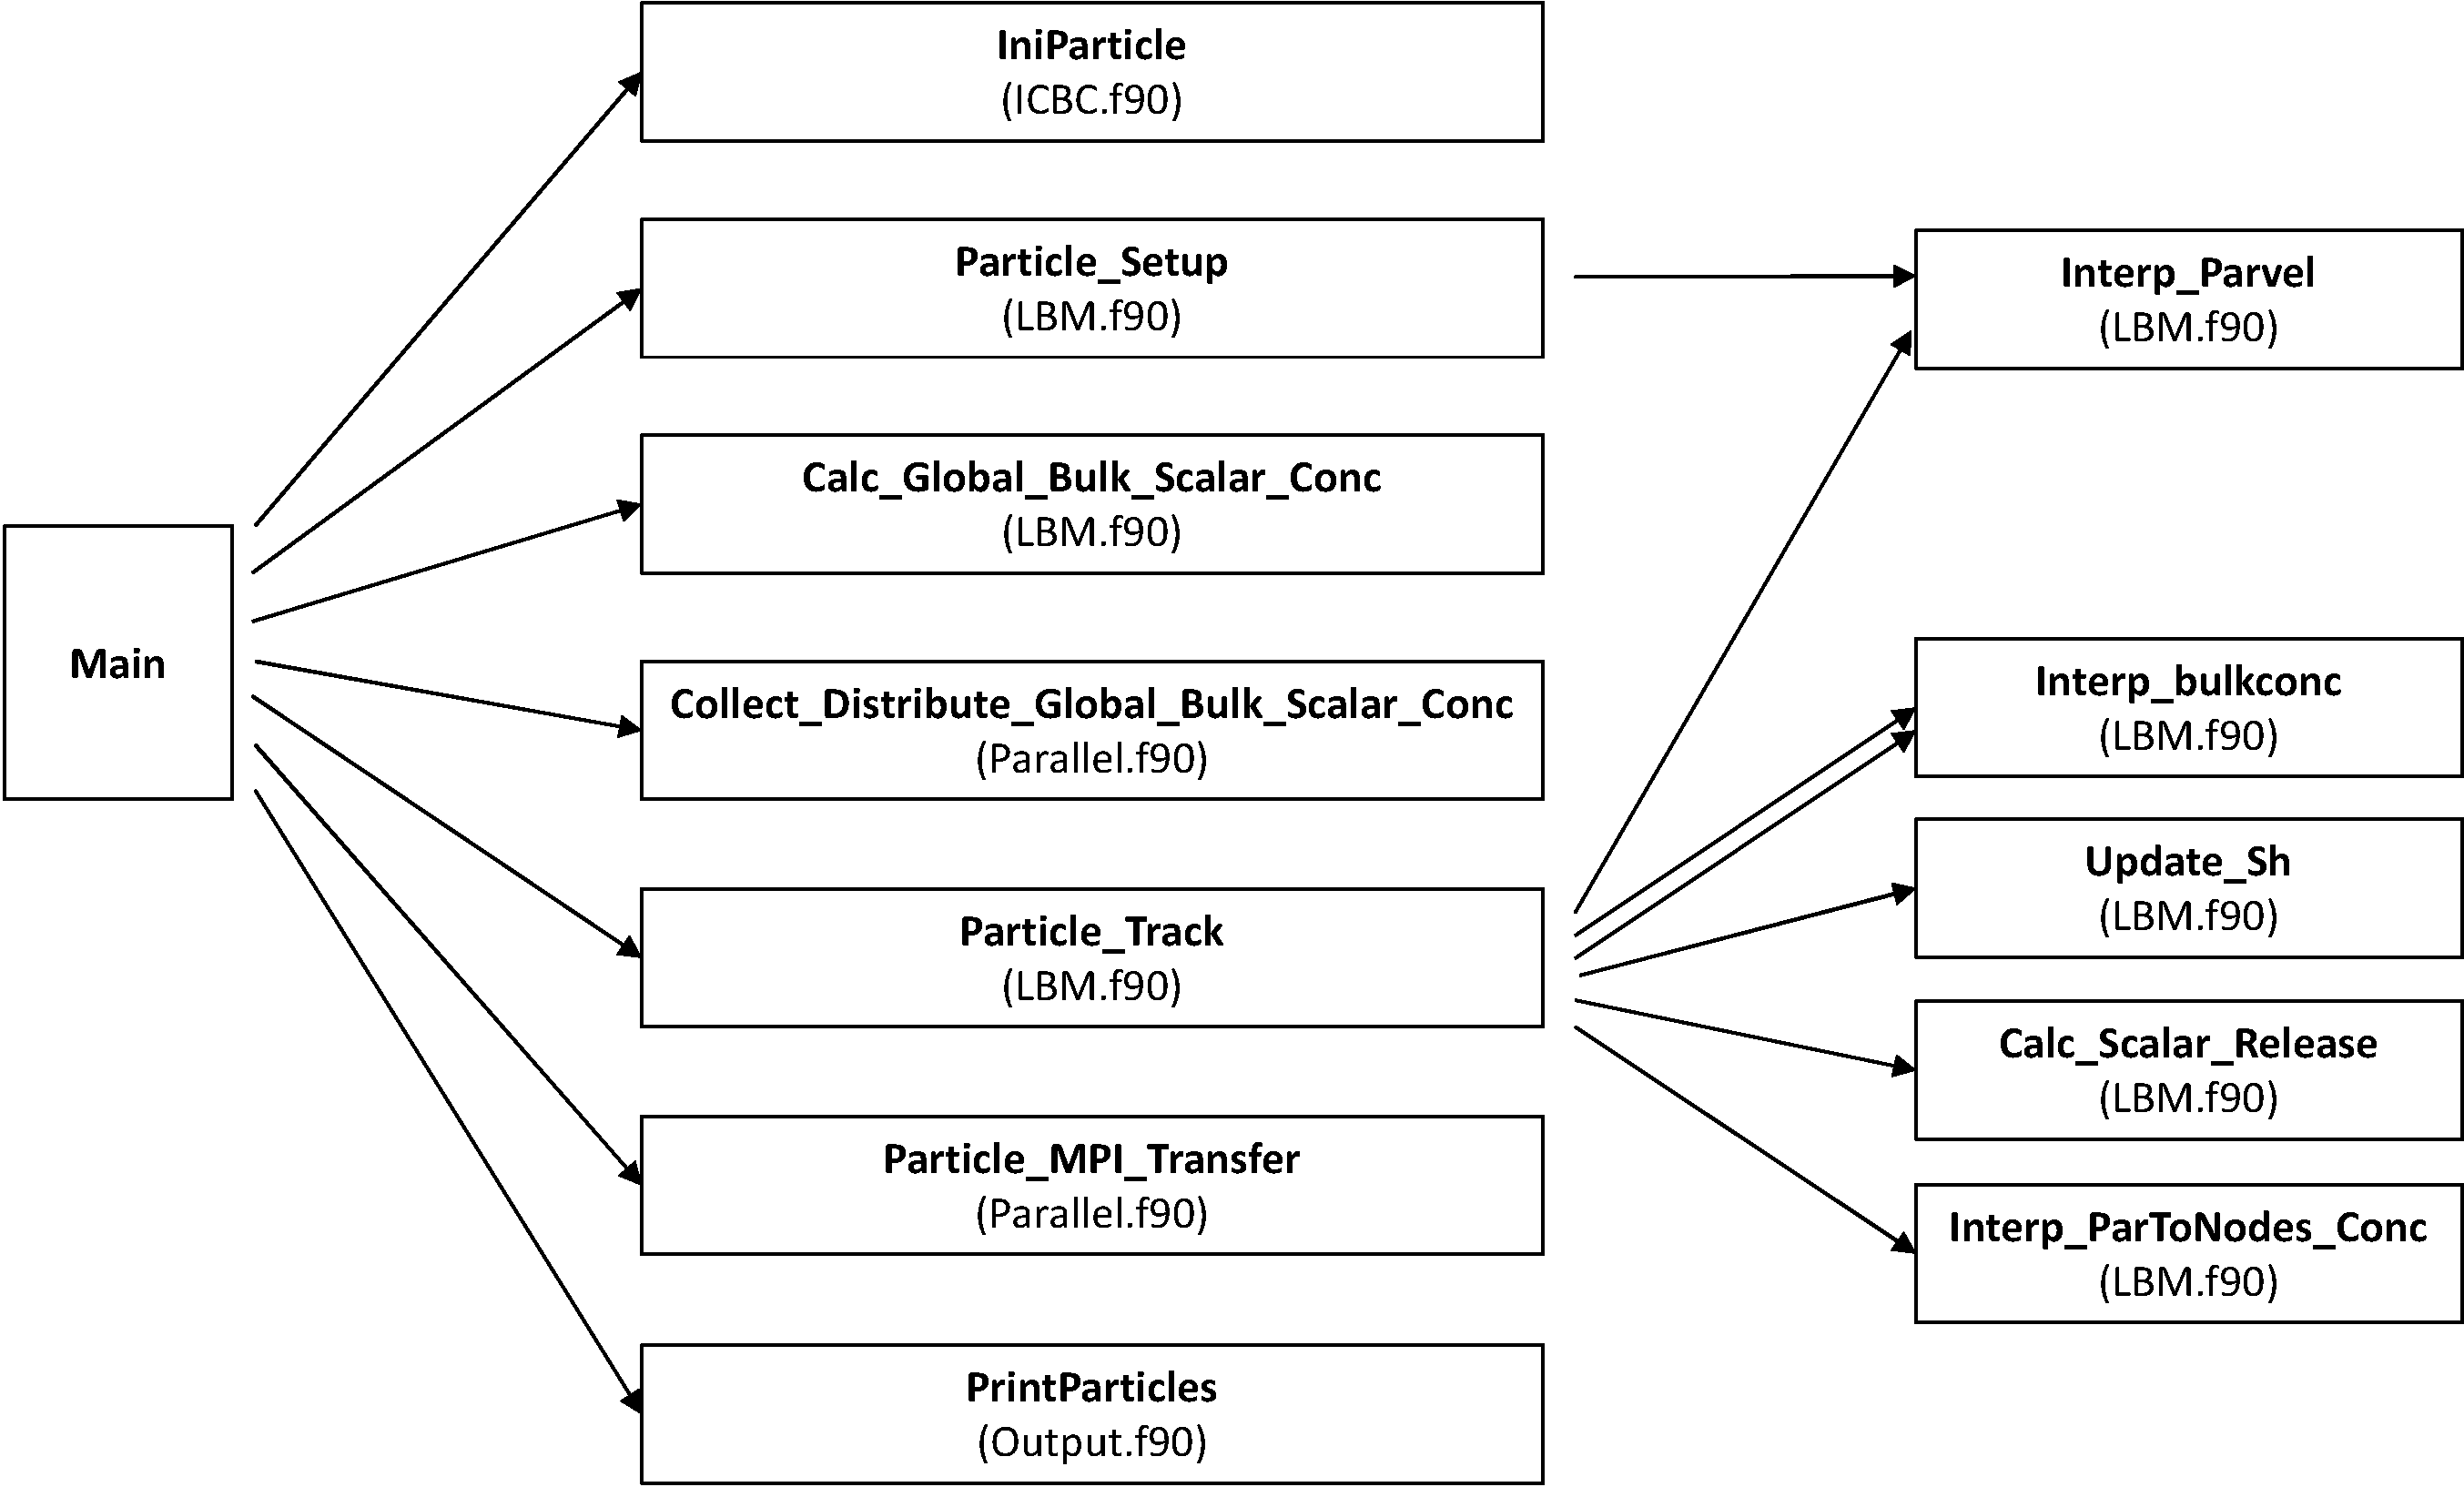 Main
IniParticle
(ICBC.f90)
Particle_Setup
(LBM.f90)
Calc_Global_Bulk_Scalar_Conc
(LBM.f90)
Collect_Distribute_Global_Bulk_Scalar_Conc
(Parallel.f90)
Particle_Track
(LBM.f90)
Particle_MPI_Transfer
(Parallel.f90)
PrintParticles
(Output.f90)
Interp_Parvel
(LBM.f90)
Interp_bulkconc
(LBM.f90)
Update_Sh
(LBM.f90)
Calc_Scalar_Release
(LBM.f90)
Interp_ParToNodes_Conc
(LBM.f90)